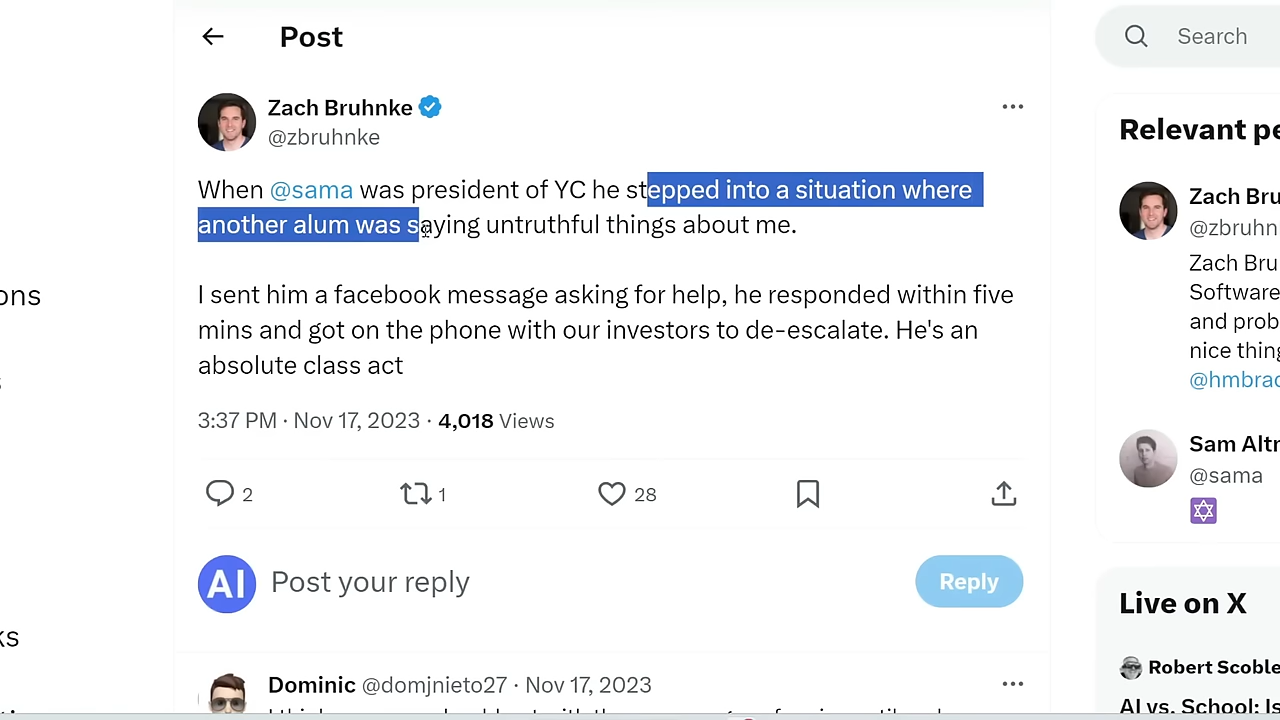 Post
Search
Zach Bruhnke
@zbruhnke
When @sama was president of YC he stepped into a situation where
another alum was saying untruthful things about me.
I sent him a facebook message asking for help, he responded within five
mins and got on the phone with our investors to de-escalate. He's an
absolute class act
3:37 PM · Nov 17, 2023 · 4,018 Views
2
1
28
AI
Post your reply
Reply
Dominic @domjnieto27 · Nov 17, 2023
ons
ks
Relevant pe
Zach Bru
@zbruhn
Zach Bru
Software
and prob
nice thing
@hmbrad
Sam Altm
@sama
Live on X
Robert Scoble
AI vs. School: Is